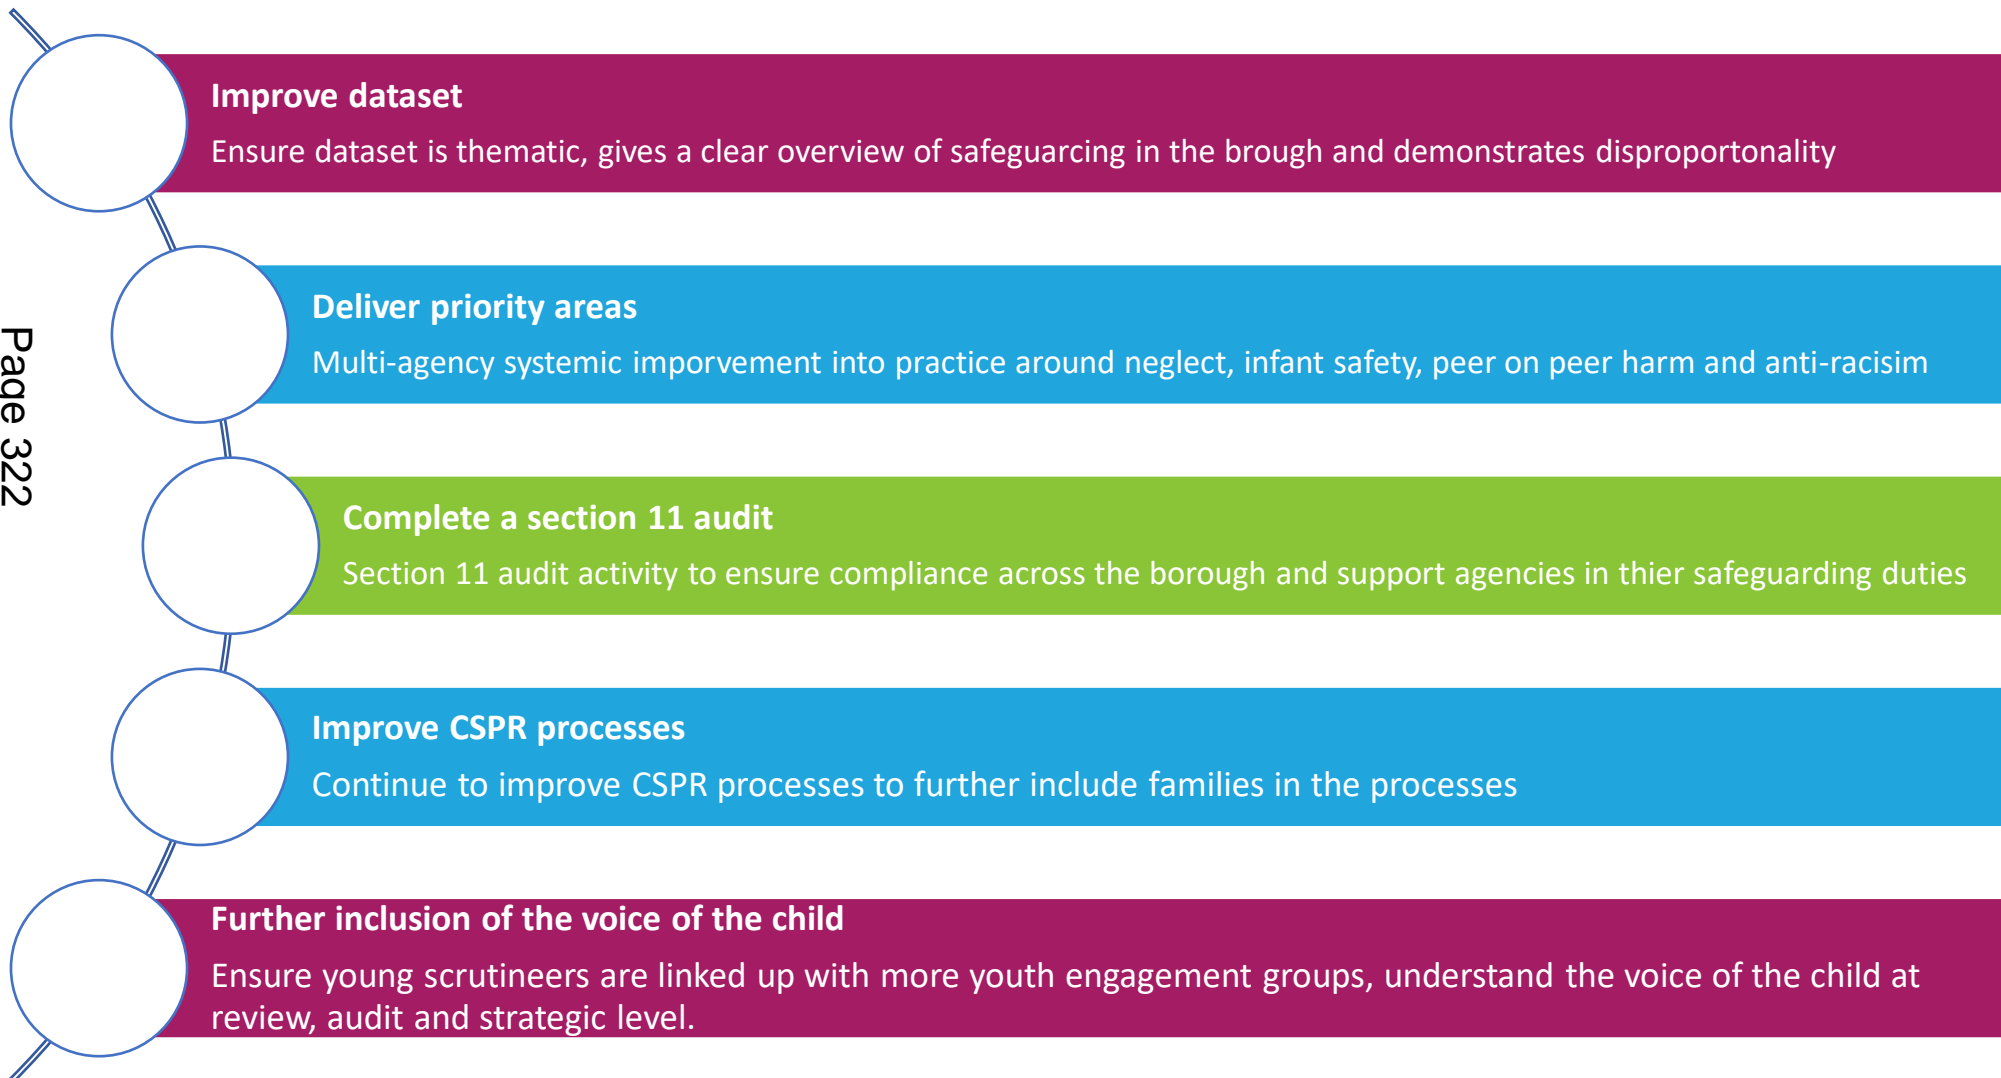 Improve dataset
Ensure dataset is thematic, gives a clear overview of safeguarcing in the brough and demonstrates disproportonality
Deliver priority areas
Multi-agency systemic imporvement into practice around neglect, infant safety, peer on peer harm and anti-racisim
Page 322
Complete a section 11 audit
Section 11 audit activity to ensure compliance across the borough and support agencies in thier safeguarding duties
Improve CSPR processes
Continue to improve CSPR processes to further include families in the processes
Further inclusion of the voice of the child
Ensure young scrutineers are linked up with more youth engagement groups, understand the voice of the child at
review, audit and strategic level.